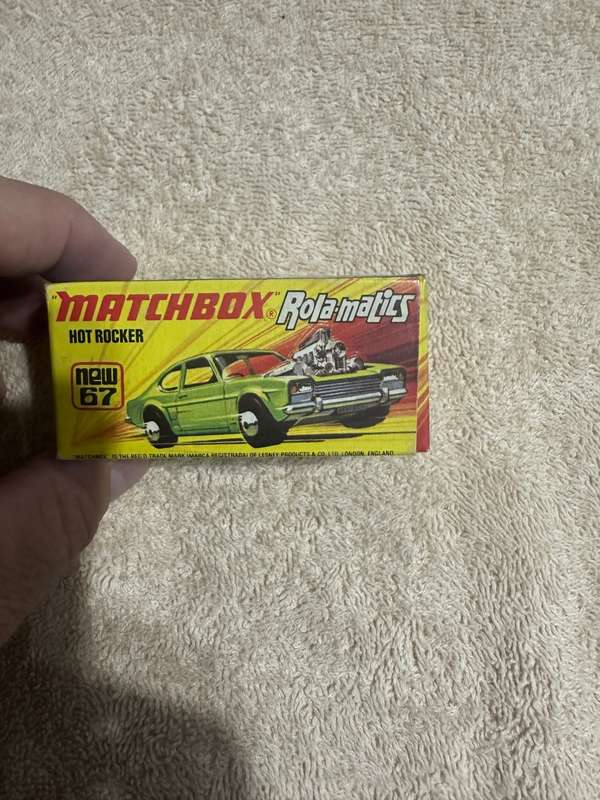 "MATCHBOX"® Rola-matics
HOT ROCKER
new
67
"MATCHBOX" IS THE REG'D TRADE MARK (MARCA REGISTRADA) OF LESNEY PRODUCTS & CO. LTD. LONDON, ENGLAND